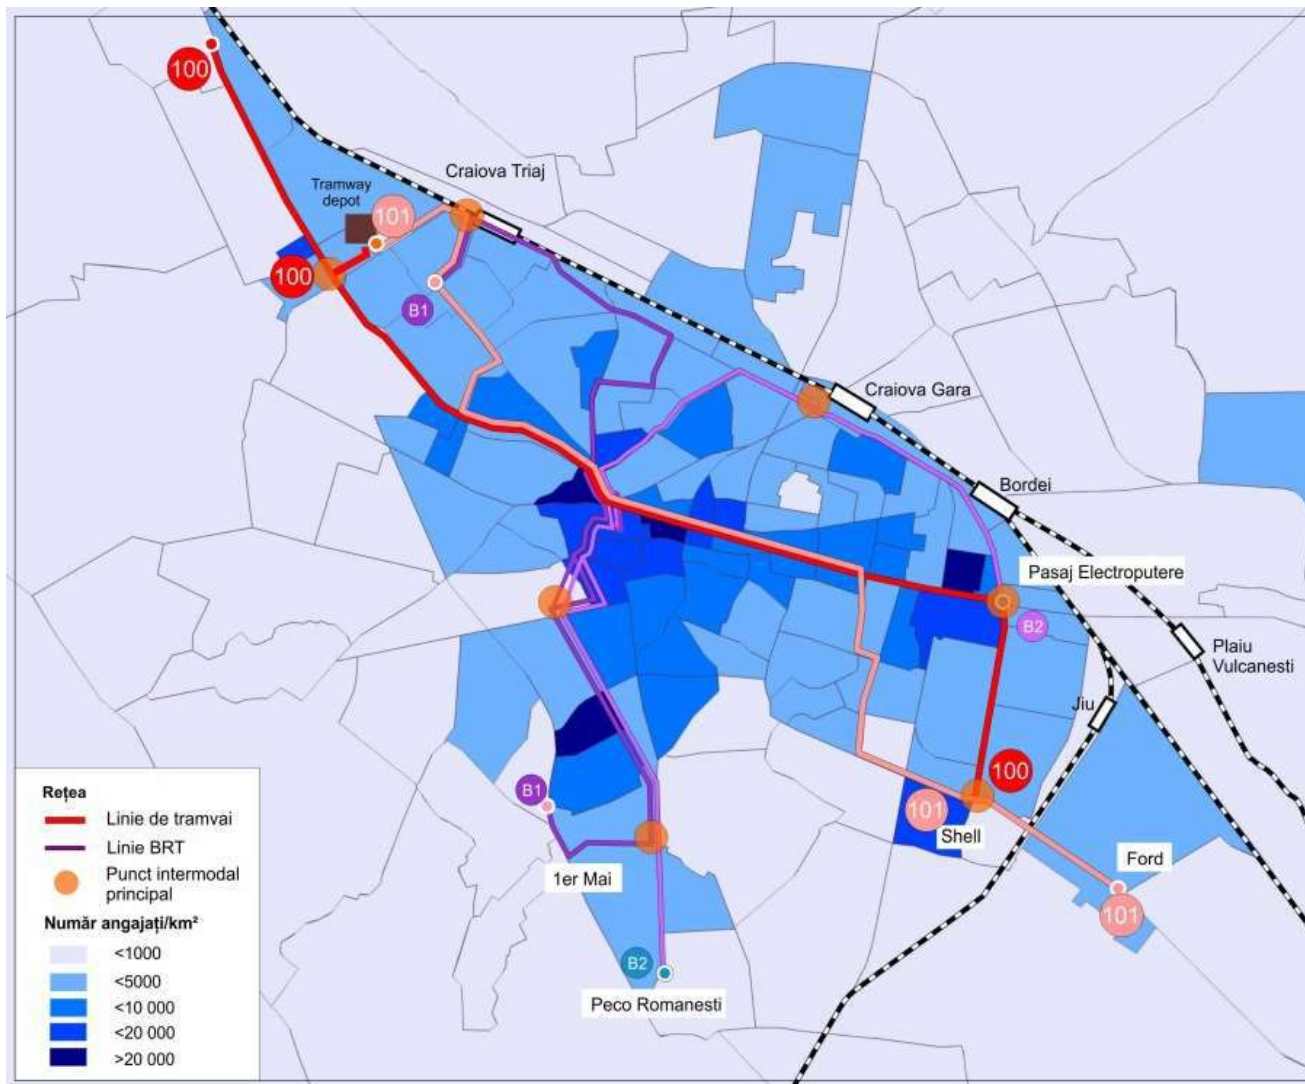 100
Craiova Triaj
Tramway
depot
101
100
B1
Craiova Gara
Bordei
Pasaj Electroputere
B2
Plaiu
Vulcanesti
Jiu
100
101
Shell
B1
1er Mai
Ford
101
B2
Peco Romanesti
Rețea
Linie de tramvai
Linie BRT
Punct intermodal
principal
Număr angajați/km²
<1000
<5000
<10 000
<20 000
>20 000